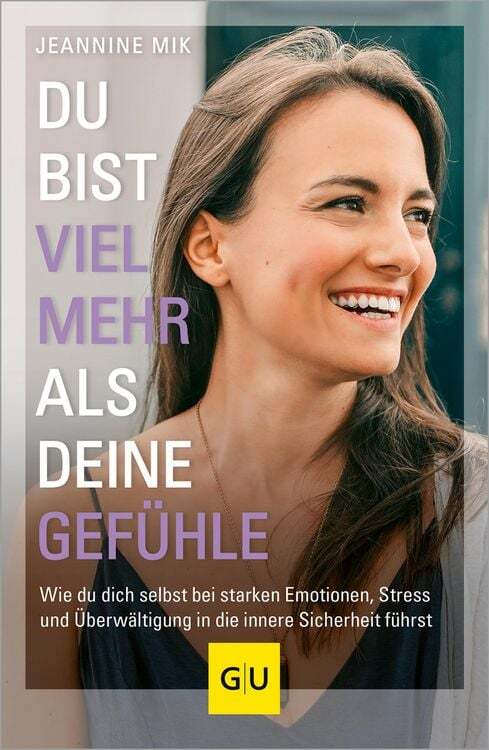 JEANNINE MIK
DU
BIST
VIEL
MEHR
ALS
DEINE
GEFÜHLE
Wie du dich selbst bei starken Emotionen, Stress
und Überwältigung in die innere Sicherheit führst
G|U